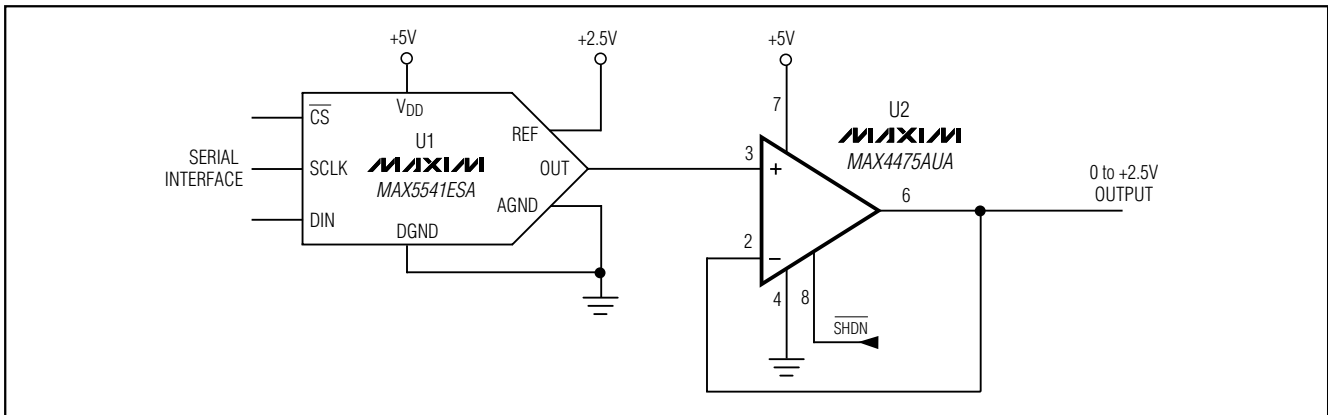 +5V
+2.5V
+5V
VDD
CS
7
U1
REF
U2
MAXIM
MAX4475AUA
SERIAL
INTERFACE
SCLK
MAXIM
MAX5541ESA
OUT
3
+
0 to +2.5V
OUTPUT
AGND
6
DIN
DGND
2
–
4
8
SHDN